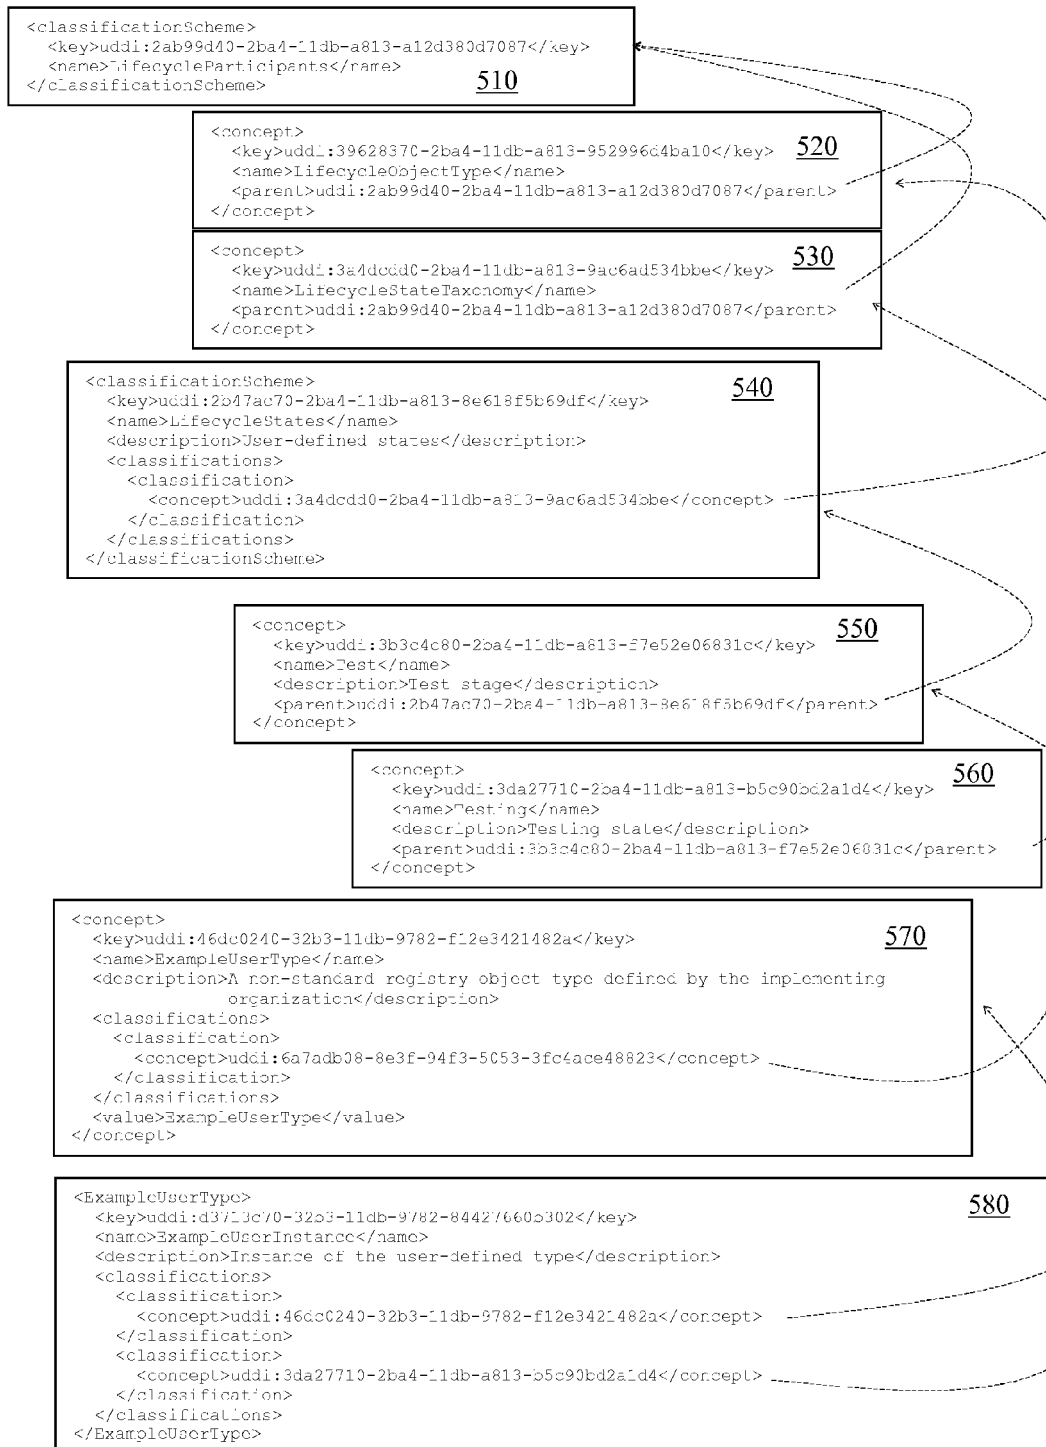 <classificationScheme>
<key>uddi:2ab99d40-2ba4-11db-a813-a12d380d7087</key>
<name>LifecycleParticipants</name>
</classificationScheme>
510
<concept>
<key>uddi:39628370-2ba4-11db-a813-952996d4ba10</key>
<name>LifecycleObjectType</name>
<parent>uddi:2ab99d40-2ba4-11db-a813-a12d380d7087</parent>
</concept>
520
<concept>
<key>uddi:3a4dcdd0-2ba4-11db-a813-9ac6ad534bbe</key>
<name>LifecycleStateTaxonomy</name>
<parent>uddi:2ab99d40-2ba4-11db-a813-a12d380d7087</parent>
</concept>
530
<classificationScheme>
<key>uddi:2b47ac70-2ba4-11db-a813-8e618f5b69df</key>
<name>LifecycleStates</name>
<description>User-defined states</description>
<classifications>
<classification>
<concept>uddi:3a4dcdd0-2ba4-11db-a813-9ac6ad534bbe</concept>
</classification>
</classifications>
</classificationScheme>
540
<concept>
<key>uddi:3b3c4c80-2ba4-11db-a813-f7e52e06831c</key>
<name>Test</name>
<description>Test stage</description>
<parent>uddi:2b47ac70-2ba4-11db-a813-8e618f5b69df</parent>
</concept>
550
<concept>
<key>uddi:3da27710-2ba4-11db-a813-b5c90bd2a1d4</key>
<name>Testing</name>
<description>Testing state</description>
<parent>uddi:3b3c4c80-2ba4-11db-a813-f7e52e06831c</parent>
</concept>
560
<concept>
<key>uddi:46dc0240-32b3-11db-9782-f12e3421482a</key>
<name>ExampleUserType</name>
<description>A non-standard registry object type defined by the implementing
organization</description>
<classifications>
<classification>
<concept>uddi:6a7adb08-8e3f-94f3-5053-3fc4ace48823</concept>
</classification>
</classifications>
<value>ExampleUserType</value>
</concept>
570
<ExampleUserType>
<key>uddi:d3713c70-32b3-11db-9782-84427660b302</key>
<name>ExampleUserInstance</name>
<description>Instance of the user-defined type</description>
<classifications>
<classification>
<concept>uddi:46dc0240-32b3-11db-9782-f12e3421482a</concept>
</classification>
<classification>
<concept>uddi:3da27710-2ba4-11db-a813-b5c90bd2a1d4</concept>
</classification>
</classifications>
</ExampleUserType>
580